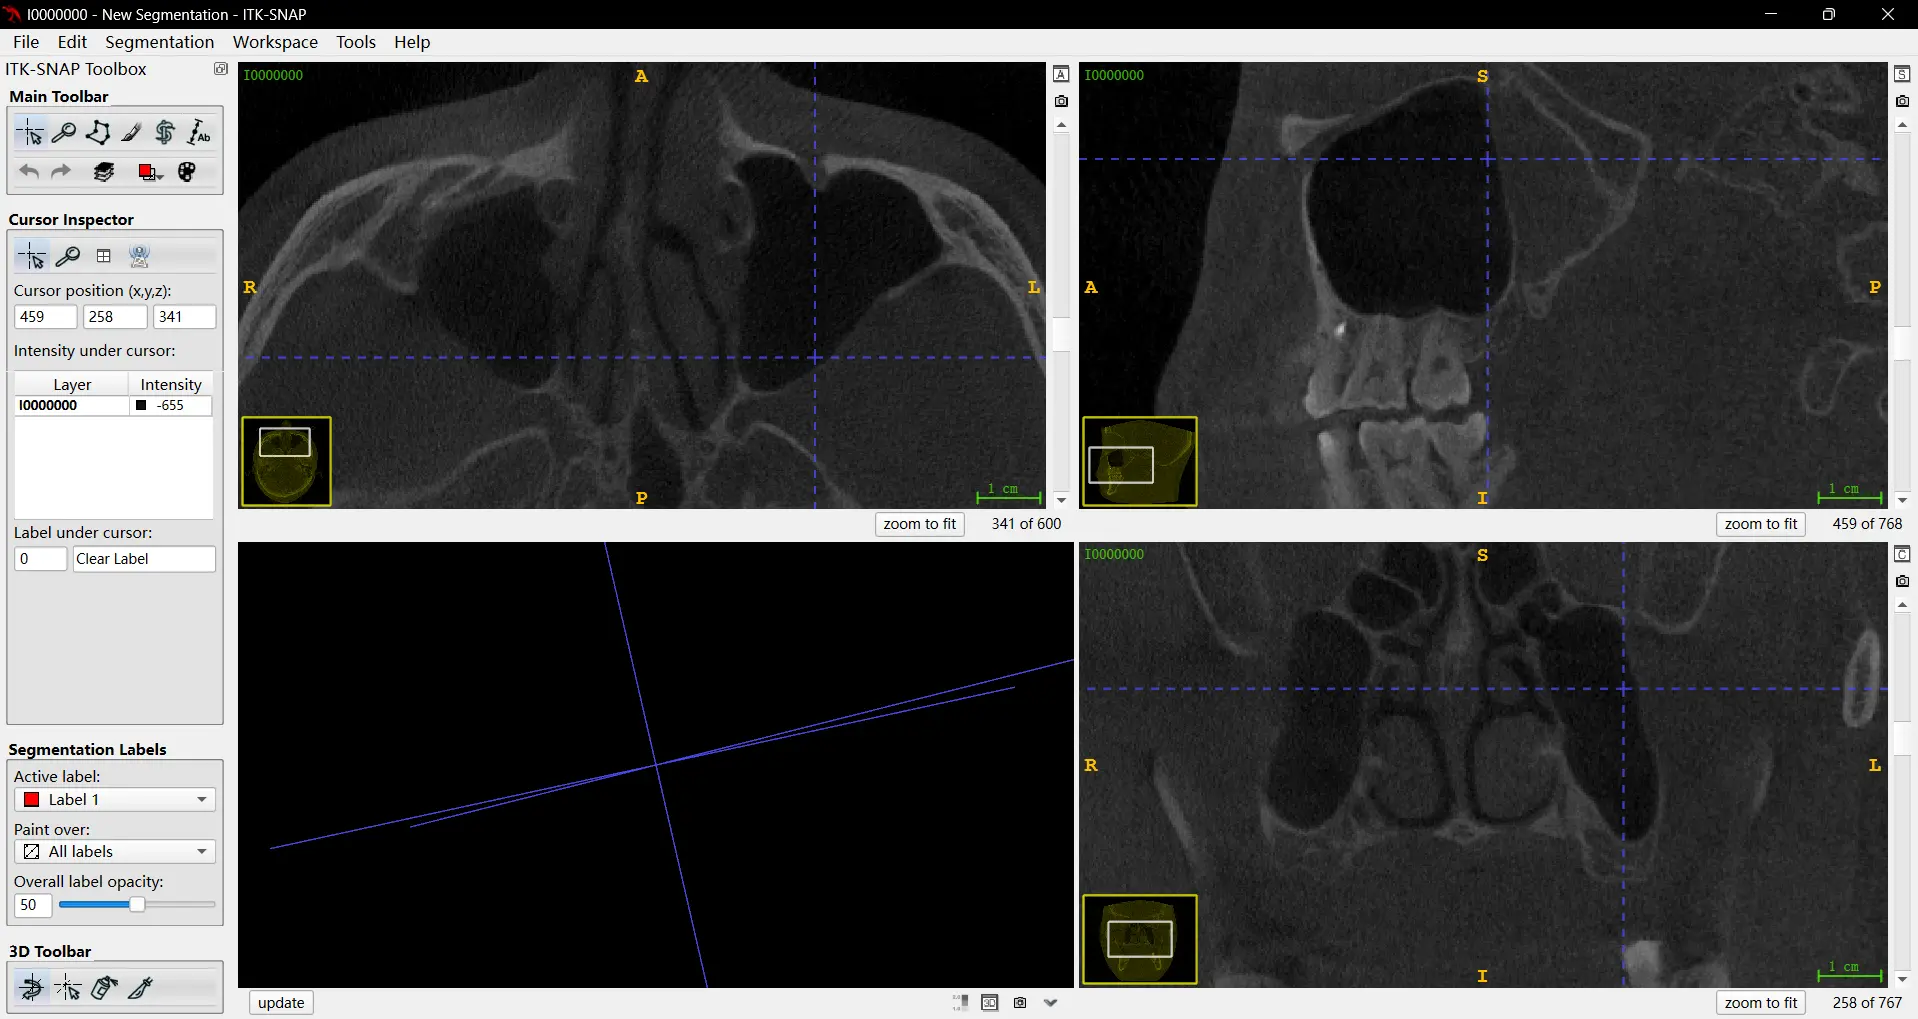 I0000000 - New Segmentation - ITK-SNAP
File Edit Segmentation Workspace Tools Help
ITK-SNAP Toolbox
Main Toolbar
Ab
Cursor Inspector
Cursor position (x,y,z):
459 258 341
Intensity under cursor:
Layer Intensity
I0000000 -655
Label under cursor:
0 Clear Label
Segmentation Labels
Active label:
Label 1
Paint over:
All labels
Overall label opacity:
50
3D Toolbar
I0000000
A
R
L
P
1 cm
A
zoom to fit 341 of 600
I0000000
S
A
P
I
1 cm
S
zoom to fit 459 of 768
update
3D
I0000000
S
R
L
I
1 cm
C
zoom to fit 258 of 767